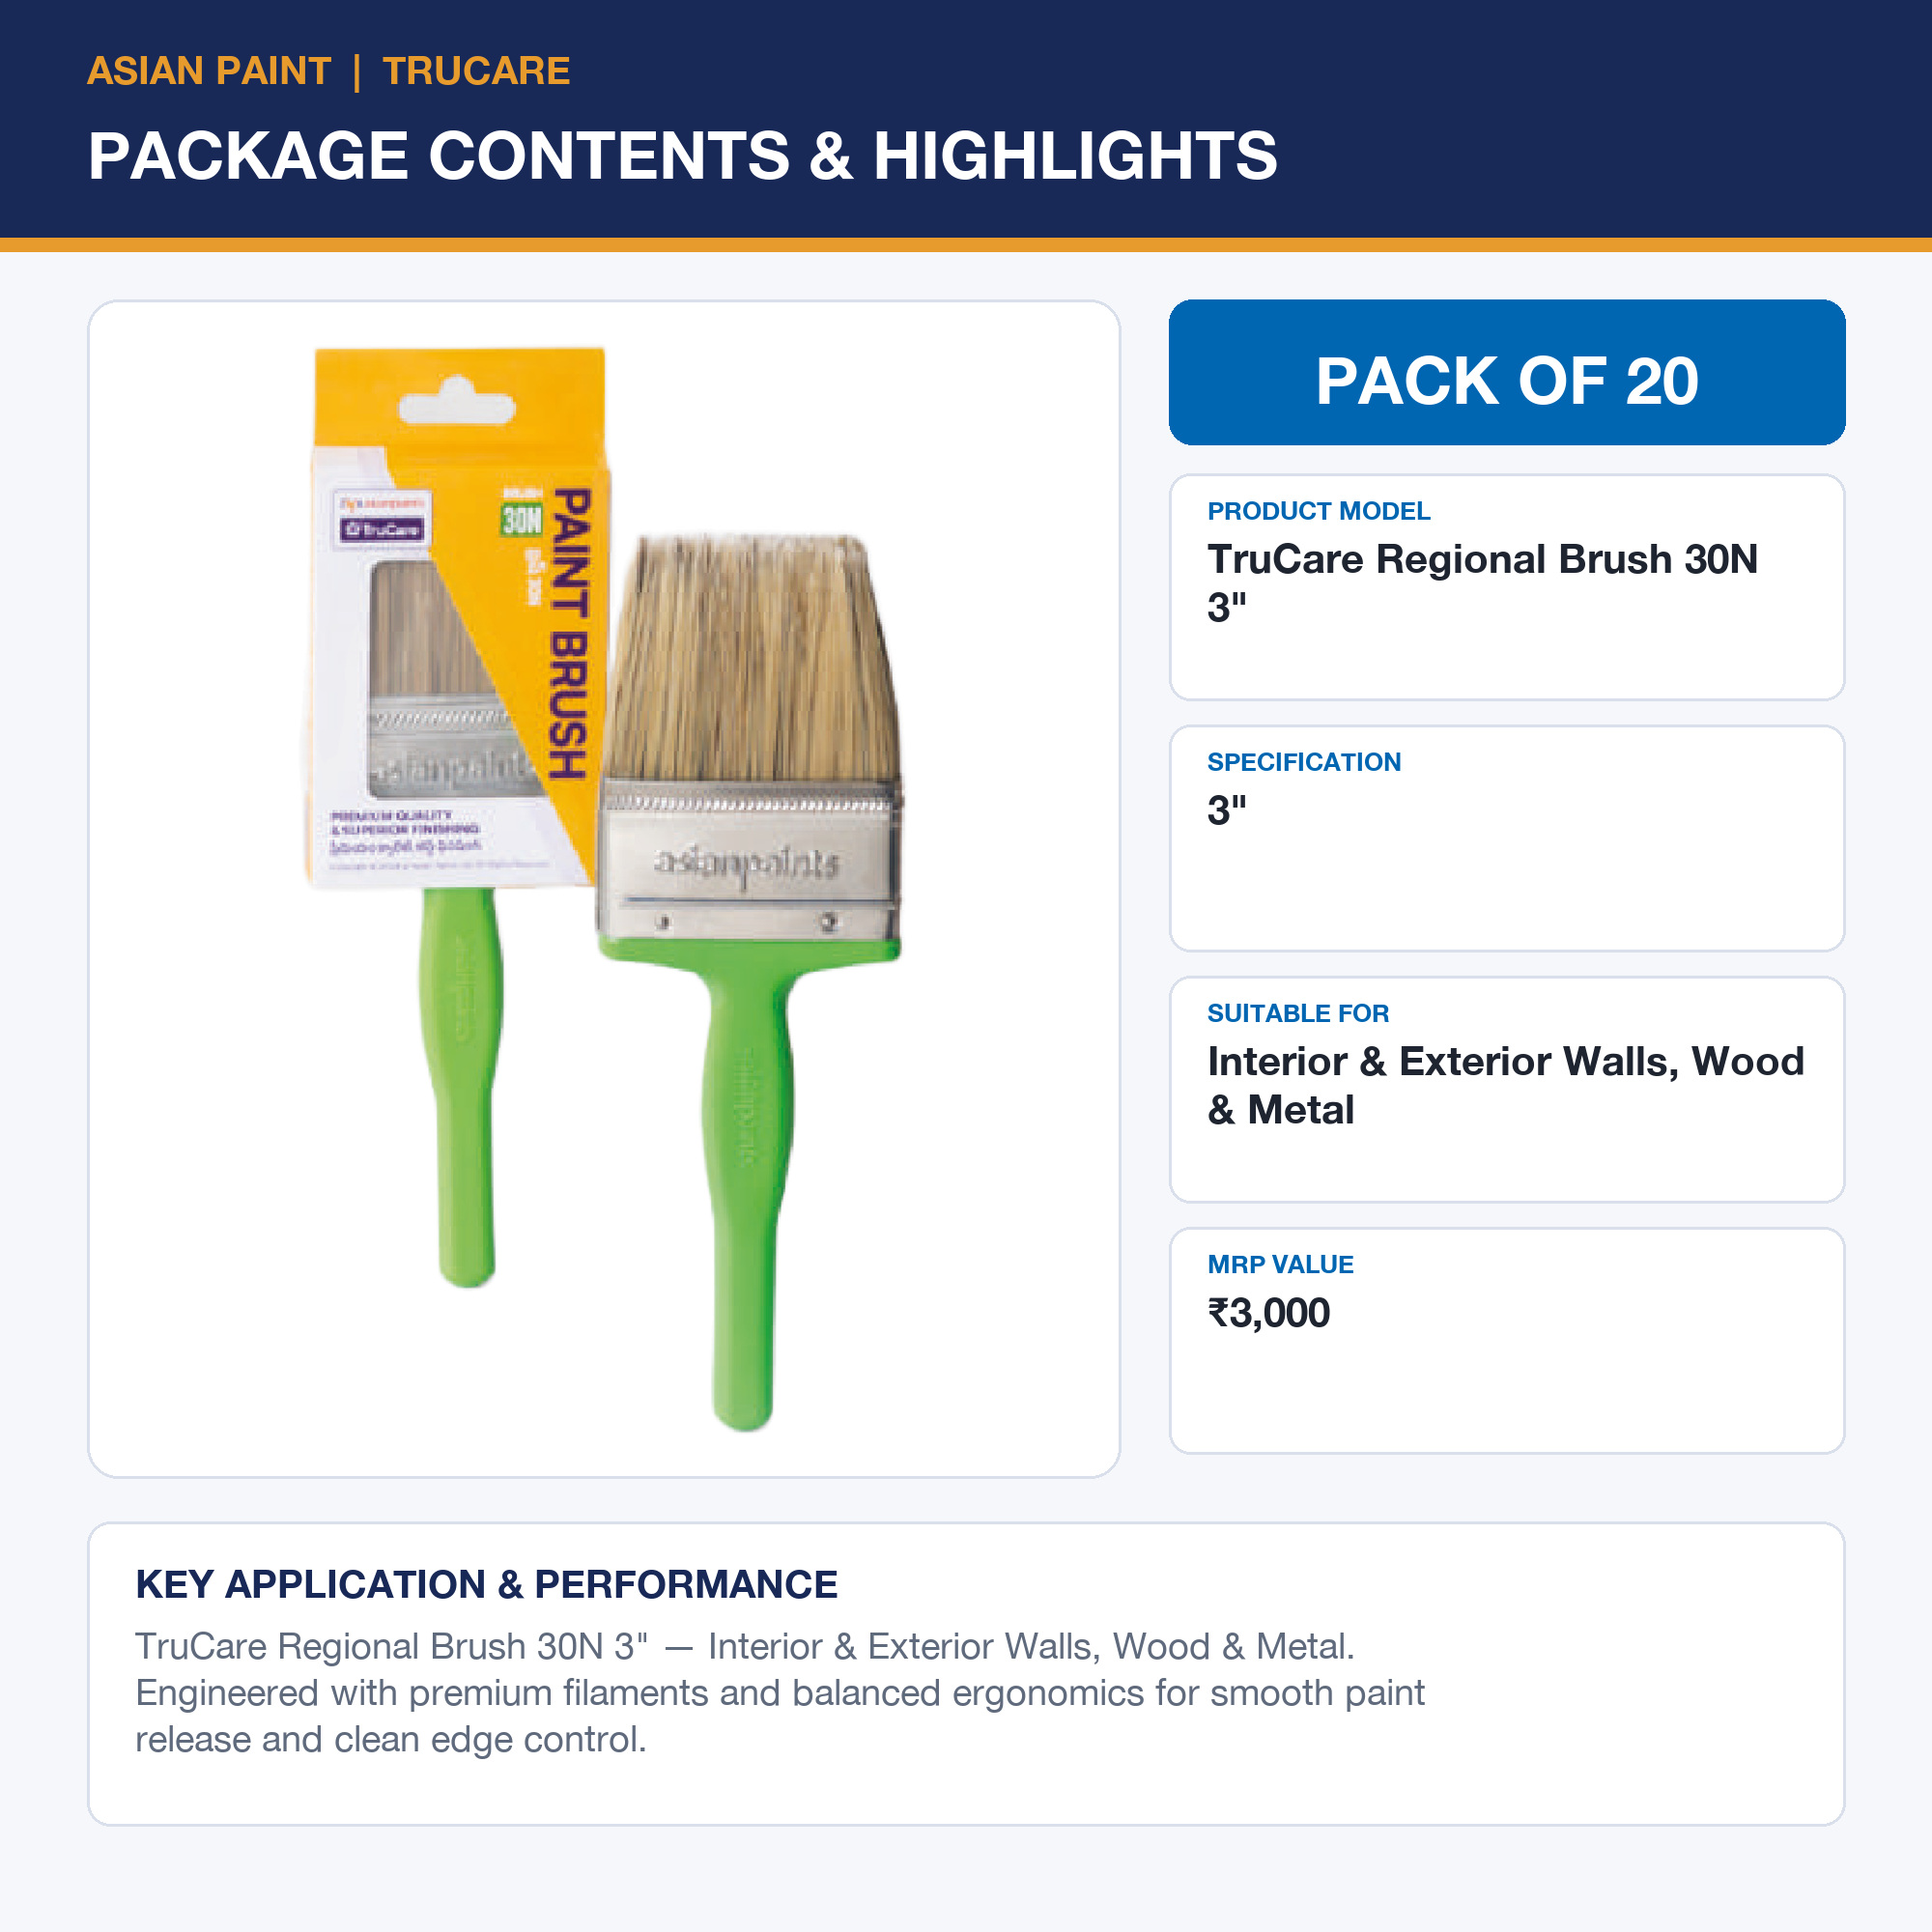 ASIAN PAINT | TRUCARE
PACKAGE CONTENTS & HIGHLIGHTS
asianpaints
TruCare
30N
PAINT BRUSH
asianpaints
PREMIUM QUALITY
& SUPERIOR FINISHING
asianpaints
PACK OF 20
PRODUCT MODEL
TruCare Regional Brush 30N
3"
SPECIFICATION
3"
SUITABLE FOR
Interior & Exterior Walls, Wood
& Metal
MRP VALUE
₹3,000
KEY APPLICATION & PERFORMANCE
TruCare Regional Brush 30N 3" — Interior & Exterior Walls, Wood & Metal.
Engineered with premium filaments and balanced ergonomics for smooth paint
release and clean edge control.